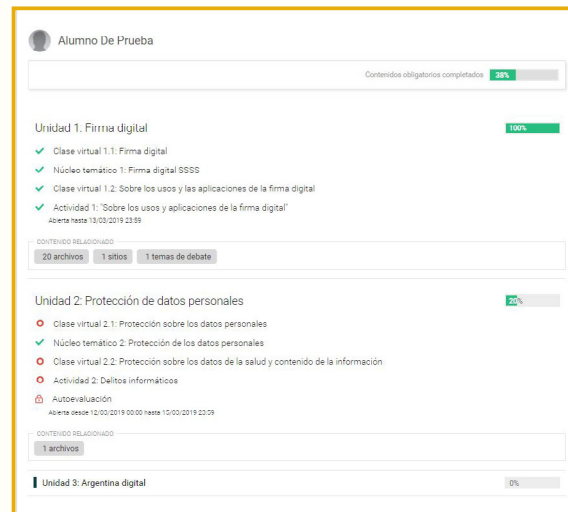 Alumno De Prueba
Contenidos obligatorios completados 38%
Unidad 1: Firma digital 100%
Clase virtual 1.1: Firma digital
Núcleo temático 1: Firma digital SSSS
Clase virtual 1.2: Sobre los usos y las aplicaciones de la firma digital
Actividad 1: "Sobre los usos y aplicaciones de la firma digital"
Abierta hasta 13/03/2019 23:59
CONTENIDO RELACIONADO
20 archivos 1 sitios 1 temas de debate
Unidad 2: Protección de datos personales 20%
Clase virtual 2.1: Protección sobre los datos personales
Núcleo temático 2: Protección de los datos personales
Clase virtual 2.2: Protección sobre los datos de la salud y contenido de la información
Actividad 2: Delitos informáticos
Autoevaluación
Abierta desde 12/03/2019 00:00 hasta 15/03/2019 23:59
CONTENIDO RELACIONADO
1 archivos
Unidad 3: Argentina digital 0%